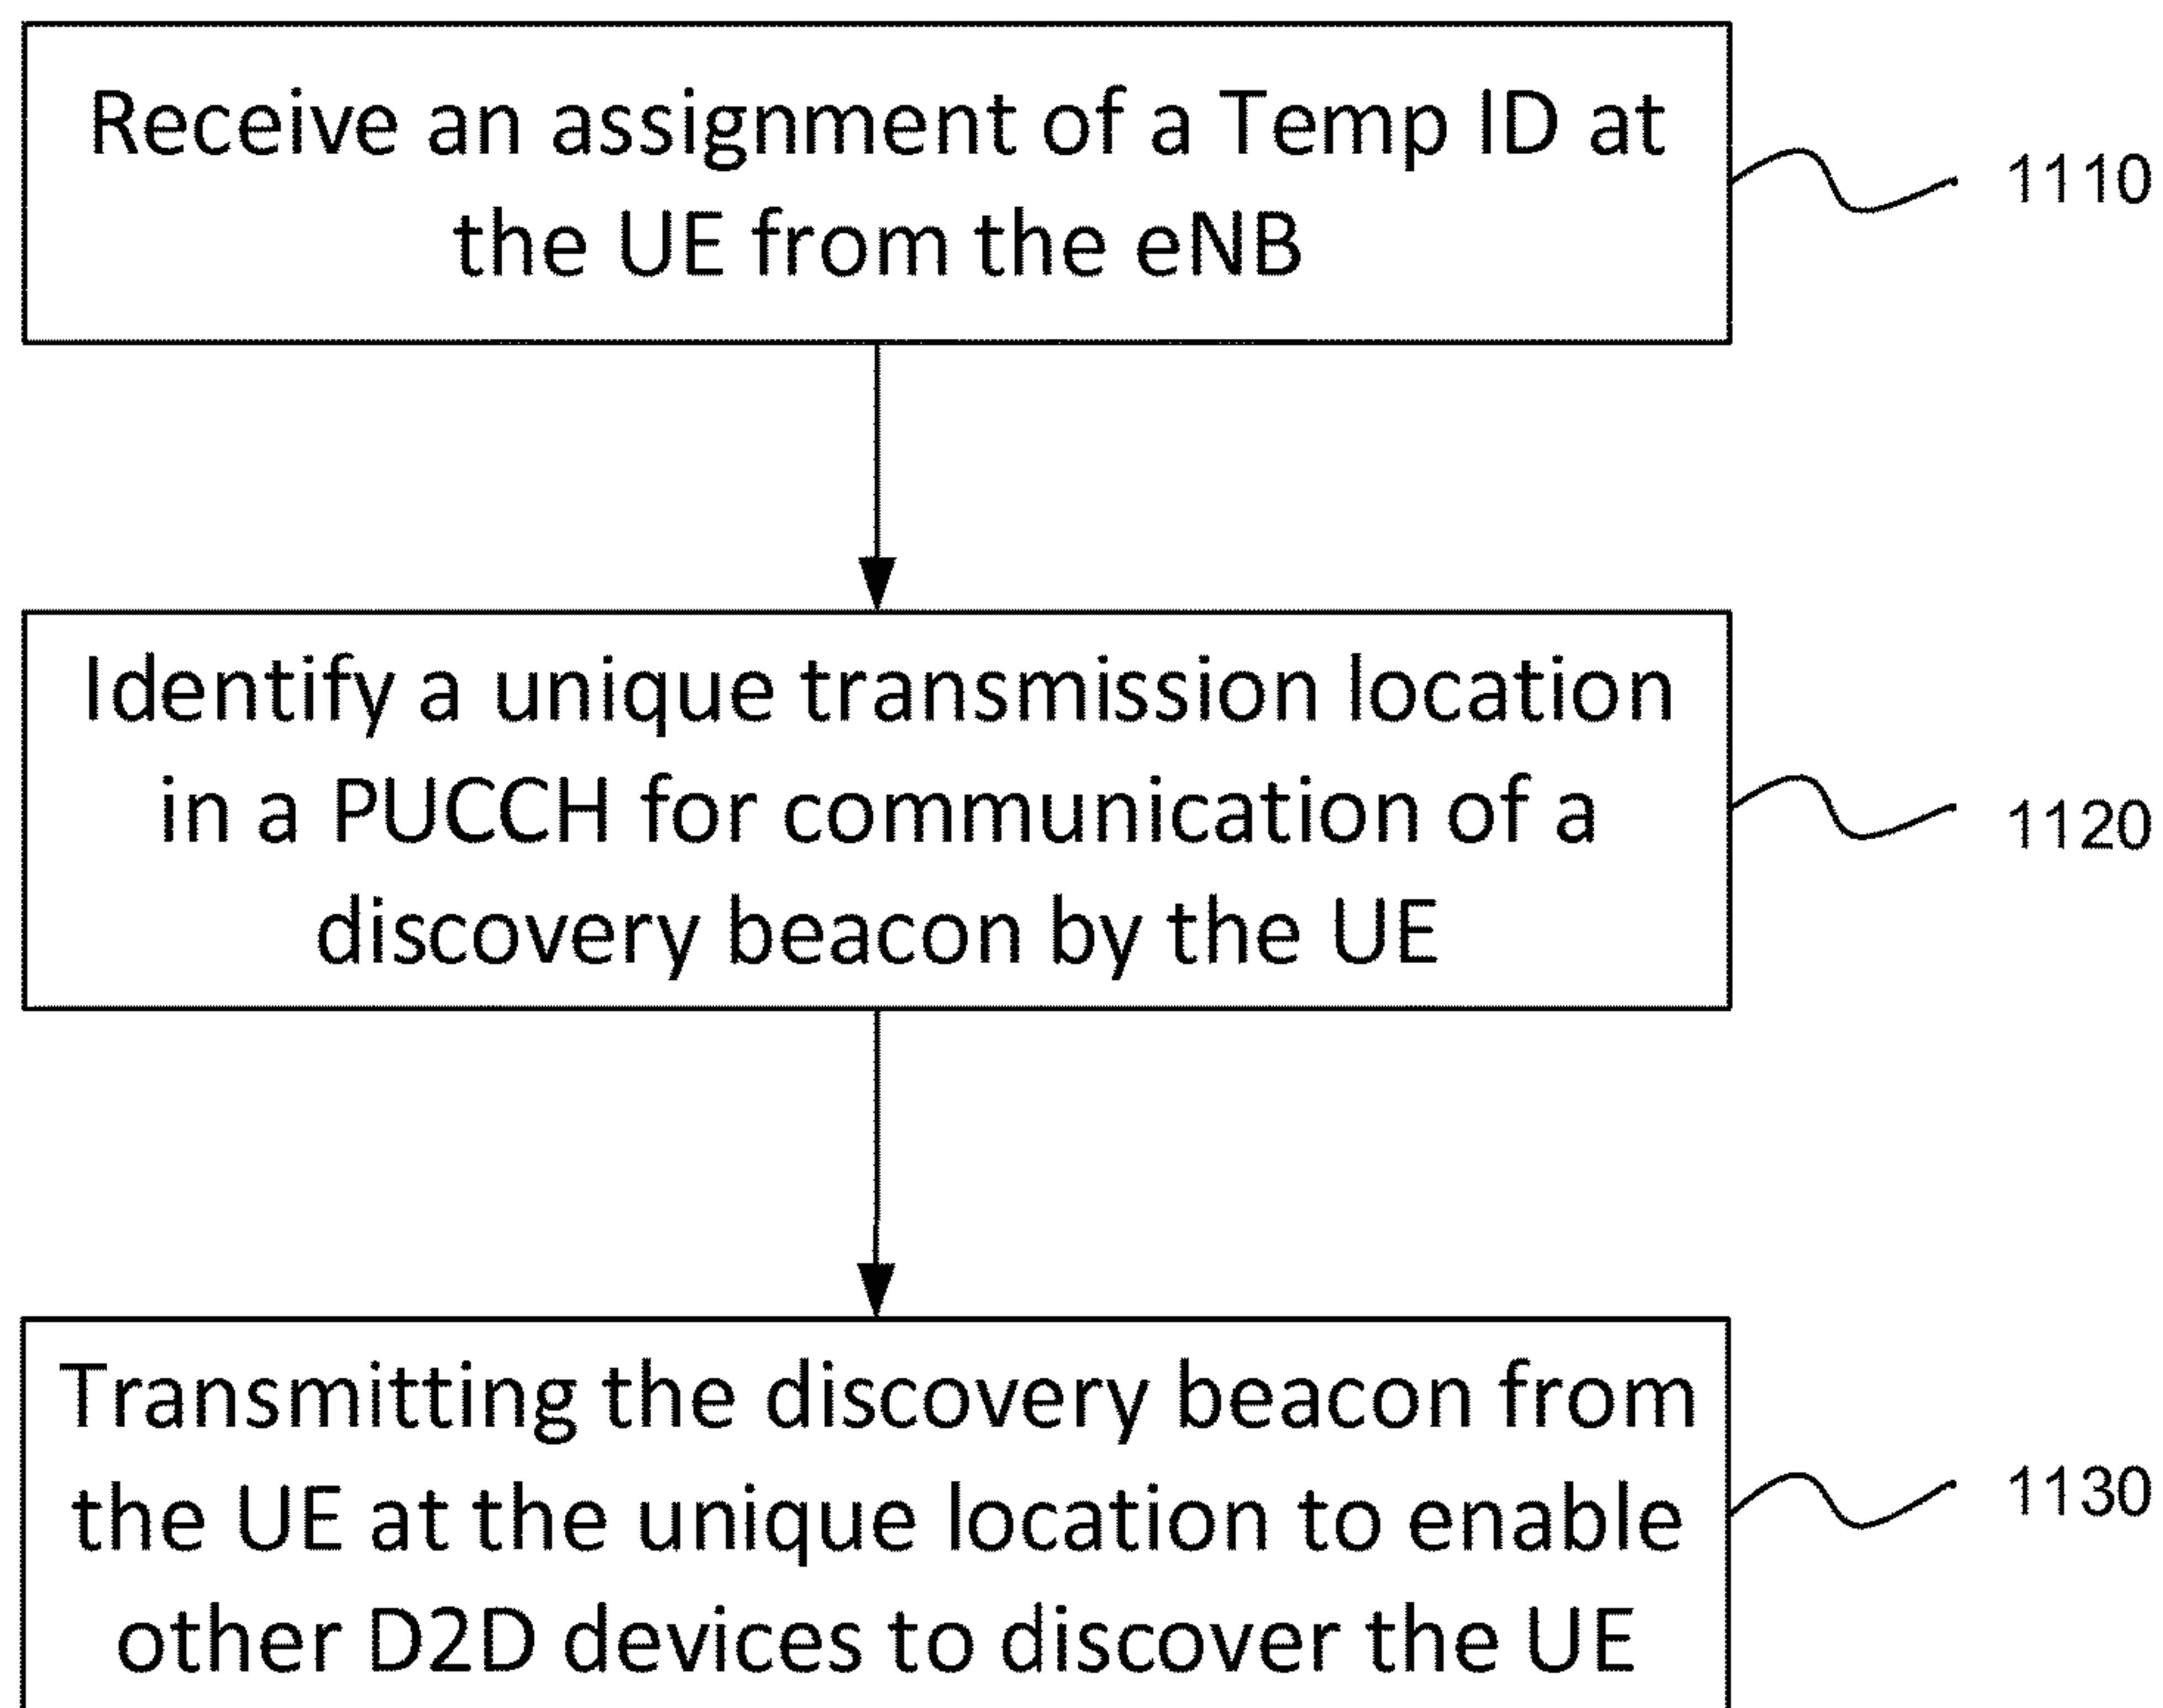 Receive an assignment of a Temp ID at
the UE from the eNB
1110
Identify a unique transmission location
in a PUCCH for communication of a
discovery beacon by the UE
1120
Transmitting the discovery beacon from
the UE at the unique location to enable
other D2D devices to discover the UE
1130